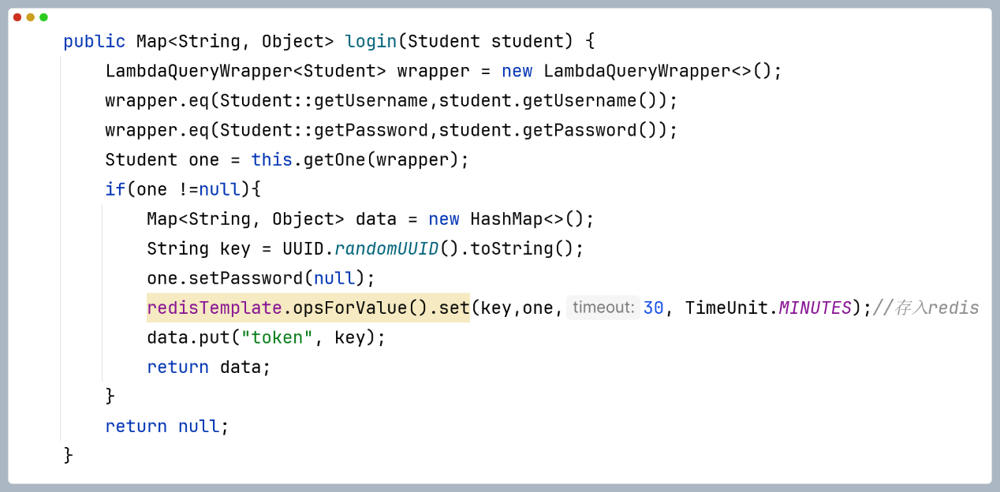 public Map<String, Object> login(Student student) {
LambdaQueryWrapper<Student> wrapper = new LambdaQueryWrapper<>();
wrapper.eq(Student::getUsername,student.getUsername());
wrapper.eq(Student::getPassword,student.getPassword());
Student one = this.getOne(wrapper);
if(one !=null){
Map<String, Object> data = new HashMap<>();
String key = UUID.randomUUID().toString();
one.setPassword(null);
redisTemplate.opsForValue().set(key,one, timeout: 30, TimeUnit.MINUTES);//存入redis
data.put("token", key);
return data;
}
return null;
}